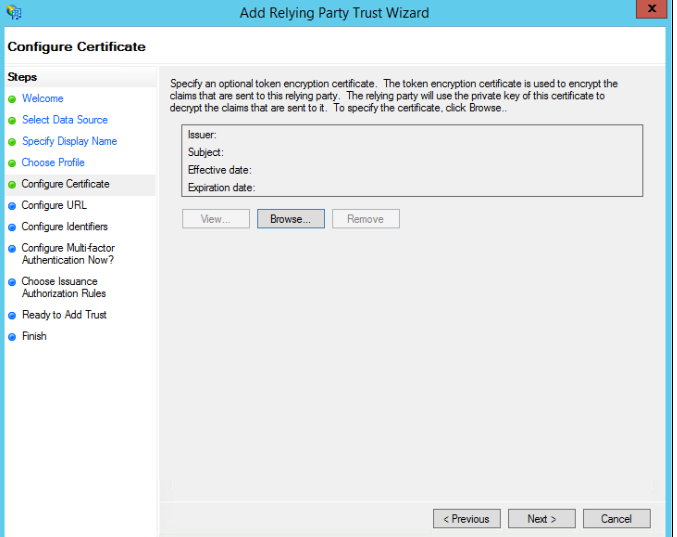 Add Relying Party Trust Wizard
x
Configure Certificate
Steps
Welcome
Select Data Source
Specify Display Name
Choose Profile
Configure Certificate
Configure URL
Configure Identifiers
Configure Multi-factor
Authentication Now?
Choose Issuance
Authorization Rules
Ready to Add Trust
Finish
Specify an optional token encryption certificate. The token encryption certificate is used to encrypt the
claims that are sent to this relying party. The relying party will use the private key of this certificate to
decrypt the claims that are sent to it. To specify the certificate, click Browse..
Issuer:
Subject:
Effective date:
Expiration date:
View...
Browse...
Remove
< Previous
Next >
Cancel